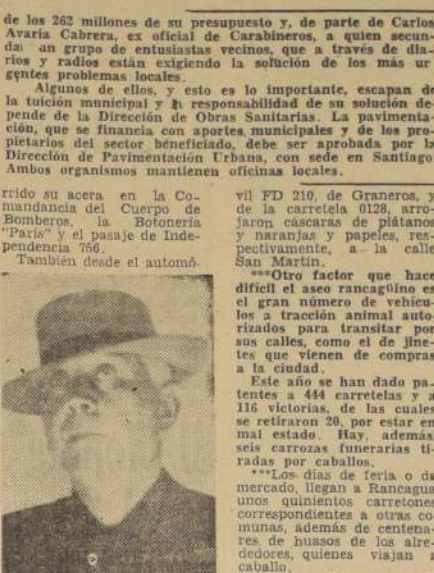 de los 262 millones de su presupuesto y, de parte de Carlos
Avaria Cabrera, ex oficial de Carabineros, a quien secun-
da un grupo de entusiastas vecinos, que a través de dia-
rios y radios están exigiendo la solución de los más ur
gentes problemas locales.
Algunos de ellos, y esto es lo importante, escapan de
la tuición municipal y la responsabilidad de su solución de-
pende de la Dirección de Obras Sanitarias. La pavimenta-
ción, que se financia con aportes municipales y de los pro-
pietarios del sector béneficiado, debe ser aprobada por la
Dirección de Pavimentación Urbana, con sede en Santiago
Ambos organismos mantienen oficinas locales.
rrido su acera en la Co-
mandancia del Cuerpo de
Bomberos, la Botonería
"París" y el pasaje de Inde-
pendencia 756.
También desde el automó-
vil FD 210, de Graneros, y
de la carretela 0128, arro-
jaron cáscaras de plátanos
y naranjas y papeles, res-
pectivamente, a la calle
San Martín.
***Otro factor que hace
difícil el aseo rancagüino es
el gran número de vehícu-
los a tracción animal auto-
rizados para transitar por
sus calles, como el de jine-
tes que vienen de compras
a la ciudad.
Este año se han dado pa-
tentes a 444 carretelas y a
116 victorias, de las cuales
se retiraron 20, por estar en
mal estado. Hay, además
seis carrozas funerarias ti-
radas por caballos.
***Los días de feria o de
mercado, llegan a Rancagua
unos quinientos carretones
correspondientes a otras co-
munas, además de centena-
res de huasos de los alre-
dedores, quienes viajan a
caballo.